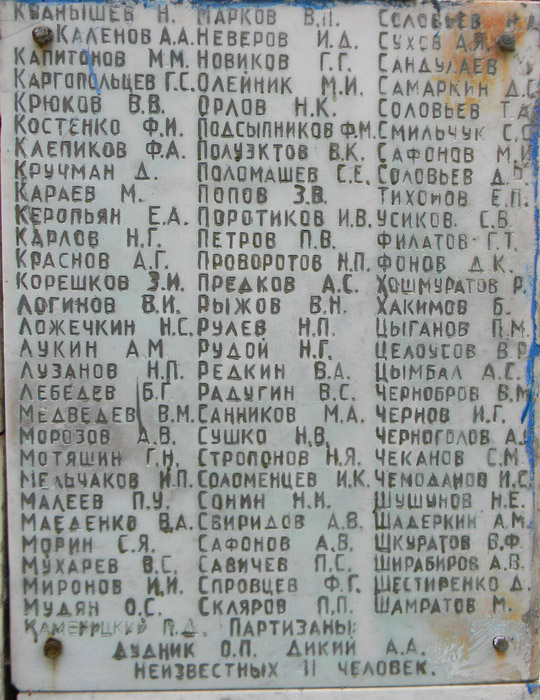 КВАНЫШЕВ Н. МАРКОВ В.П. СОЛОВЬЕВ
КАЛЕНОВ А.А. НЕВЕРОВ И.Д. СУХОВ А.Я.
КАПИТОНОВ М.М. НОВИКОВ Г.Г. САНДУЛАЕВ
КАРГОПОЛЬЦЕВ Г.С. ОЛЕЙНИК М.И. САМАРКИН Д.С.
КРЮКОВ В.В. ОРЛОВ Н.К. СОЛОВЬЕВ Т.А.
КОСТЕНКО Ф.И. ПОДСЫПНИКОВ Ф.М. СМИЛЬЧУК С.С.
КЛЕПИКОВ Ф.А. ПОЛУЭКТОВ В.К. САФОНОВ М.И.
КРУЧМАН Д. ПОЛОМАШЕВ С.Е. СОЛОВЬЕВ Д.П.
КАРАЕВ М. ПОПОВ З.В. ТИХОНОВ Е.П.
КЕРОПЬЯН Е.А. ПОРОТИКОВ И.В. УСИКОВ С.В.
КАРЛОВ Н.Г. ПЕТРОВ П.В. ФИЛАТОВ Г.Т.
КРАСНОВ А.Г. ПРОВОРОТОВ Н.П. ФОНОВ Д.К.
КОРЕШКОВ З.И. ПРЕДКОВ А.С. ХОШМУРАТОВ Р.
ЛОГИНОВ В.И. РЫЖОВ В.Н. ХАКИМОВ Б.
ЛОЖЕЧКИН Н.С. РУЛЕВ Н.П. ЦЫГАНОВ П.М.
ЛУКИН А.М РУДОЙ Н.Г. ЦЕЛОУСОВ В.Р.
ЛУЗАНОВ Н.П. РЕДКИН В.А. ЦЫМБАЛ А.С.
ЛЕБЕДЕВ Б.Г. РАДУГИН В.С. ЧЕРНОБРОВ В.М.
МЕДВЕДЕВ В.М. САННИКОВ М.А. ЧЕРНОВ И.Г.
МОРОЗОВ А.В. СУШКО Н.В. ЧЕРНОГОЛОВ А.
МОТЯШИН Г.Н. СТРОПОНОВ Н.Я. ЧЕКАНОВ С.М
МЕЛЬЧАКОВ И.П. СОЛОМЕНЦЕВ И.К. ЧЕМОДАНОВ И.С.
МАЛЕЕВ П.У. СОНИН Н.И. ШУШУНОВ Н.Е.
МАЕДЕНКО В.А. СВИРИДОВ А.В. ШАДЕРКИН А.М.
МОРИН С.Я. САФОНОВ А.В. ШКУРАТОВ В.Ф.
МУХАРЕВ В.С. САВИЧЕВ П.С. ШИРАБИРОВ А.В.
МИРОНОВ И.И. СПРОВЦЕВ Ф.Г. ШЕСТИРЕНКО Д.
МУДЯН О.С. СКЛЯРОВ П.П. ШАМРАТОВ М.
КАМЕНИЦКИЙ П.Д. ПАРТИЗАНЫ:
ДУДНИК О.П. ДИКИЙ А.А.
НЕИЗВЕСТНЫХ 11 ЧЕЛОВЕК.